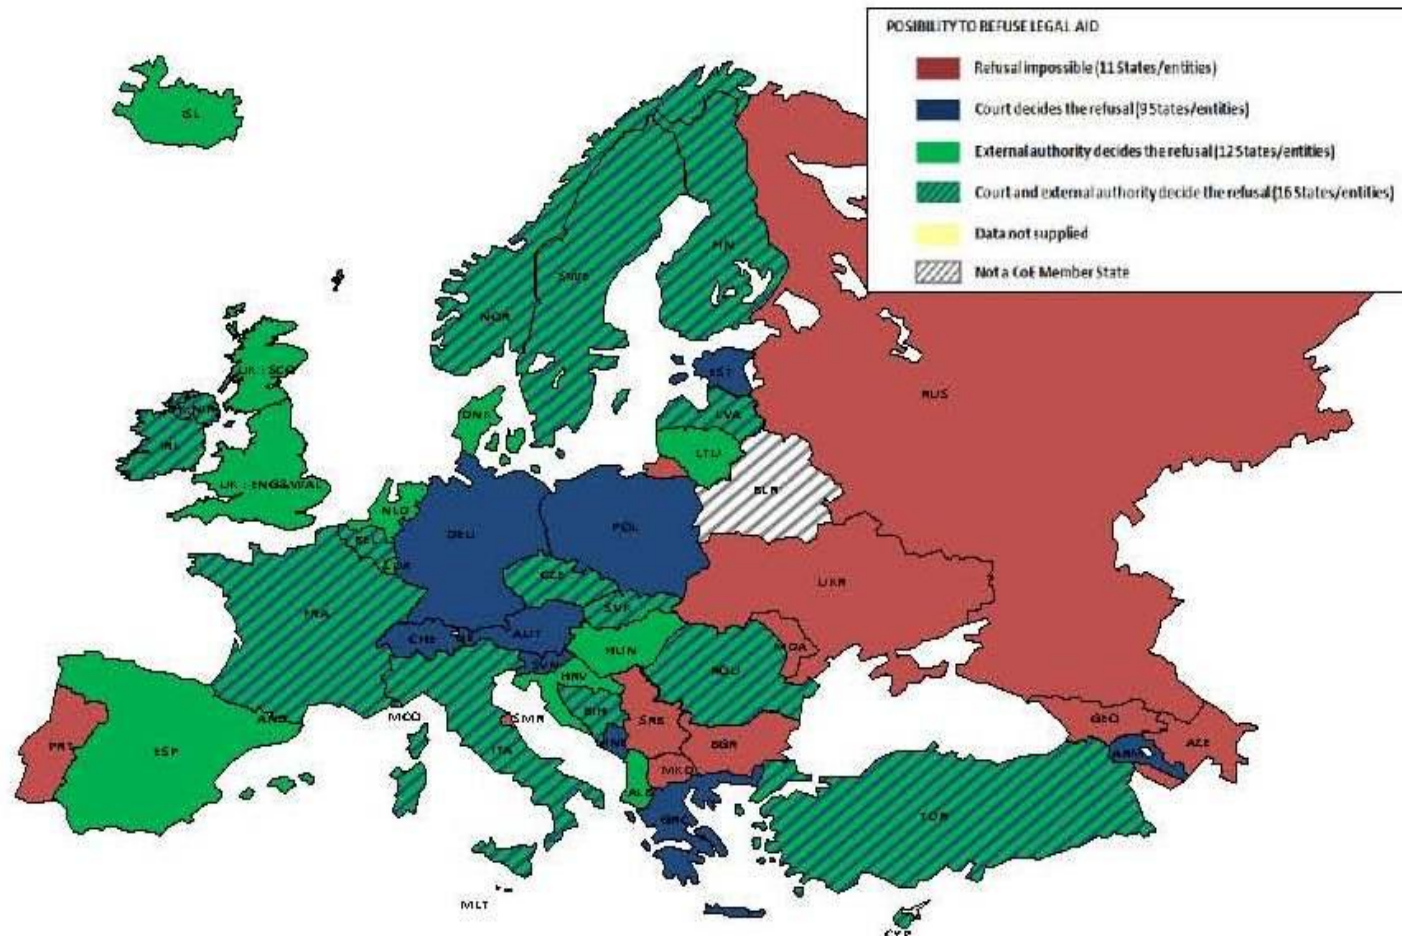 POSIBILITY TO REFUSE LEGAL AID
Refusal impossible (11 States/entities)
Court decides the refusal (9 States/entities)
External authority decides the refusal (12 States/entities)
Court and external authority decide the refusal (16 States/entities)
Data not supplied
Not a CoE Member State
ISL
FIN
SWE
NOR
UK: SCO
EST
RUS
LVA
DNK
IRL
LTU
UK: ENG&WAL
BLR
NLD
POL
DEU
BEL
LUX
CZE
UKR
SVK
FRA
AUT
CHE
HUN
MDA
SVN
ROU
HRV
BIH
MCO
SMR
SRB
GEO
AND
PRT
ESP
ITA
MNE
BGR
AZE
ARM
MKD
ALB
GRC
TUR
MLT
CYP